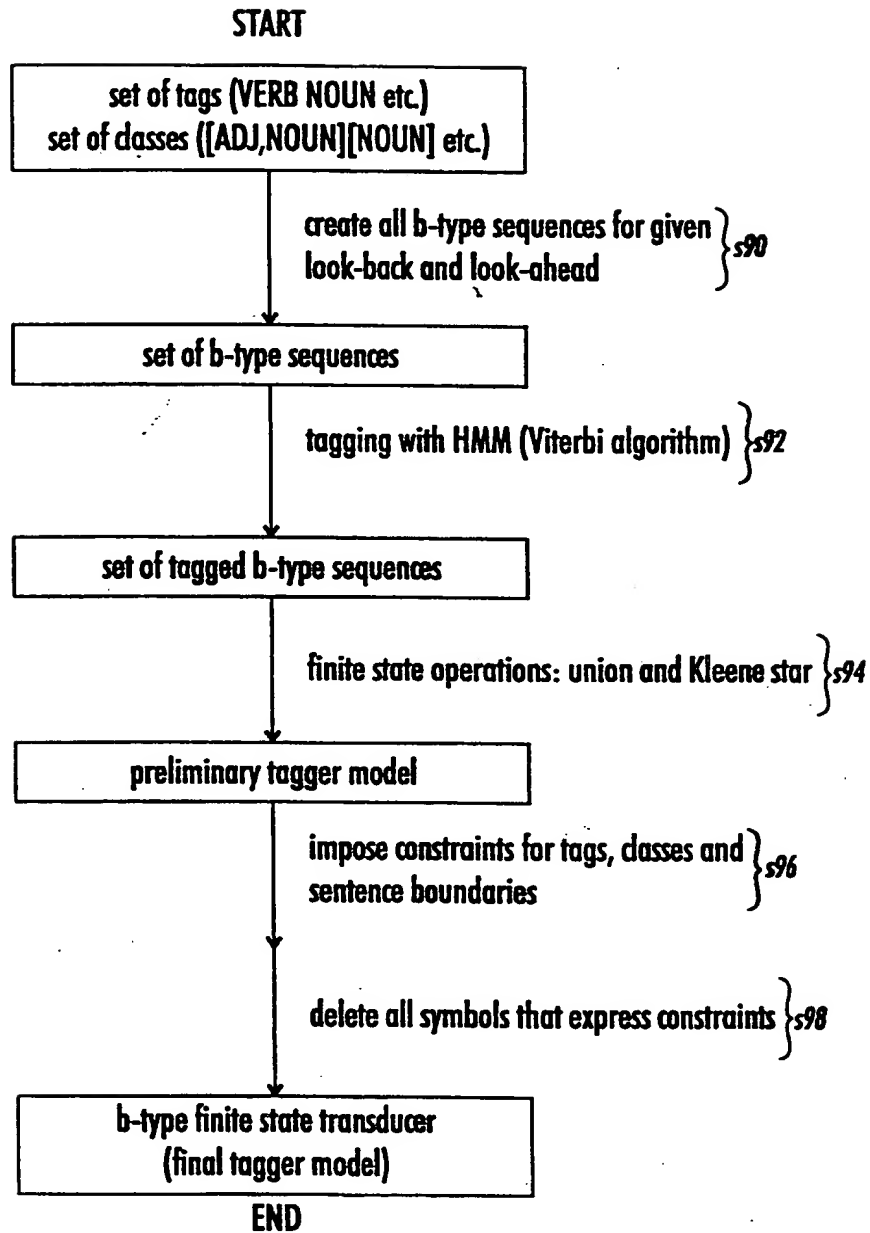 START
set of tags (VERB NOUN etc.)
set of classes ([ADJ,NOUN][NOUN] etc.)
create all b-type sequences for given
look-back and look-ahead
s90
set of b-type sequences
tagging with HMM (Viterbi algorithm)
s92
set of tagged b-type sequences
finite state operations: union and Kleene star
s94
preliminary tagger model
impose constraints for tags, classes and
sentence boundaries
s96
delete all symbols that express constraints
s98
b-type finite state transducer
(final tagger model)
END